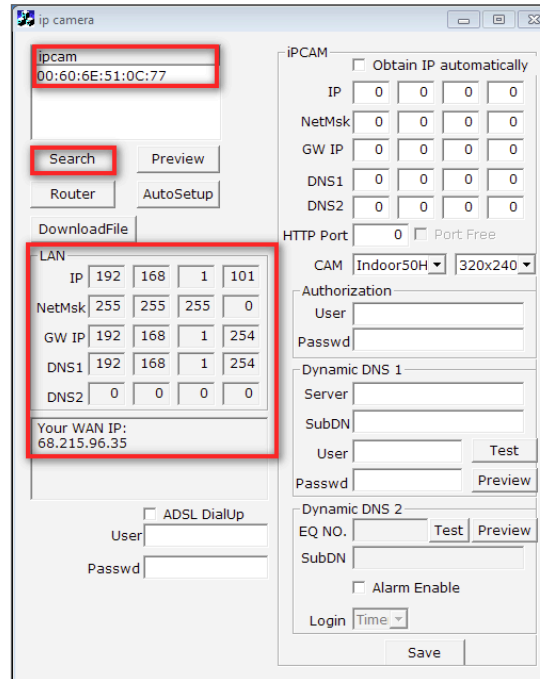 ip camera
ipcam
00:60:6E:51:0C:77
Search Preview
Router AutoSetup
DownloadFile
LAN
IP 192 168 1 101
NetMsk 255 255 255 0
GW IP 192 168 1 254
DNS1 192 168 1 254
DNS2 0 0 0 0
Your WAN IP:
68.215.96.35
ADSL DialUp
User
Passwd
iPCAM
Obtain IP automatically
IP 0 0 0 0
NetMsk 0 0 0 0
GW IP 0 0 0 0
DNS1 0 0 0 0
DNS2 0 0 0 0
HTTP Port 0 Port Free
CAM Indoor50H 320x240
Authorization
User
Passwd
Dynamic DNS 1
Server
SubDN
User Test
Passwd Preview
Dynamic DNS 2
EQ NO. Test Preview
SubDN
Alarm Enable
Login Time
Save